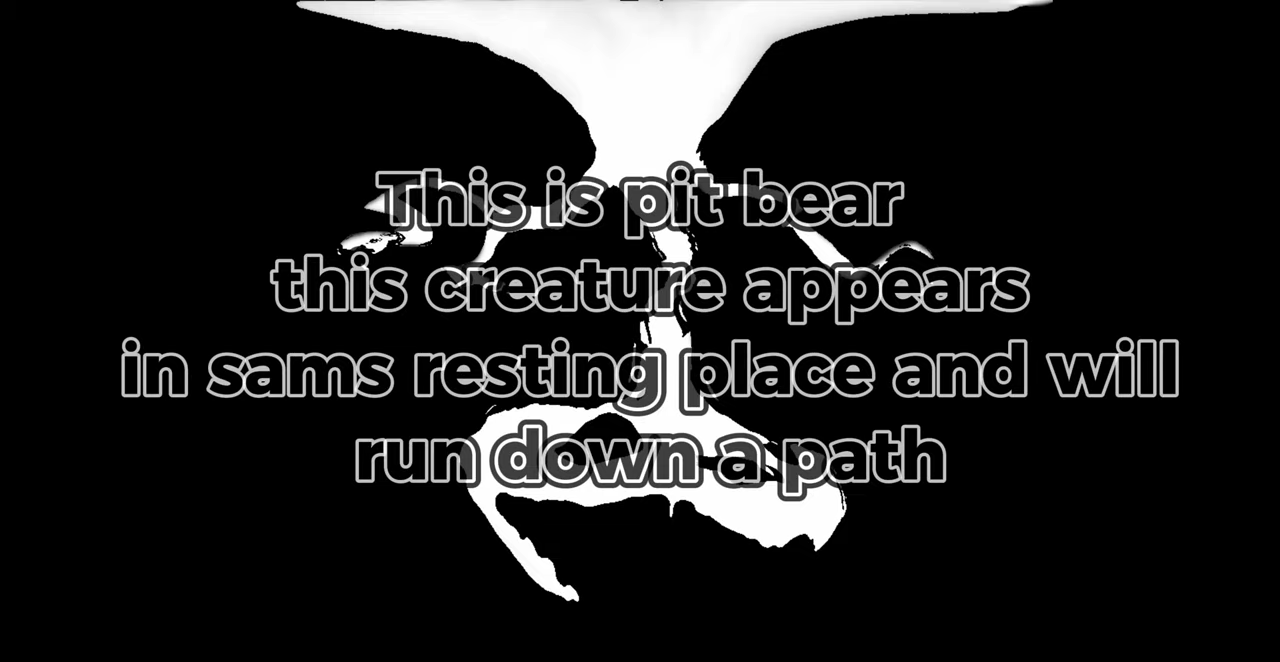 This is pit bear
this creature appears
in sams resting place and will
run down a path